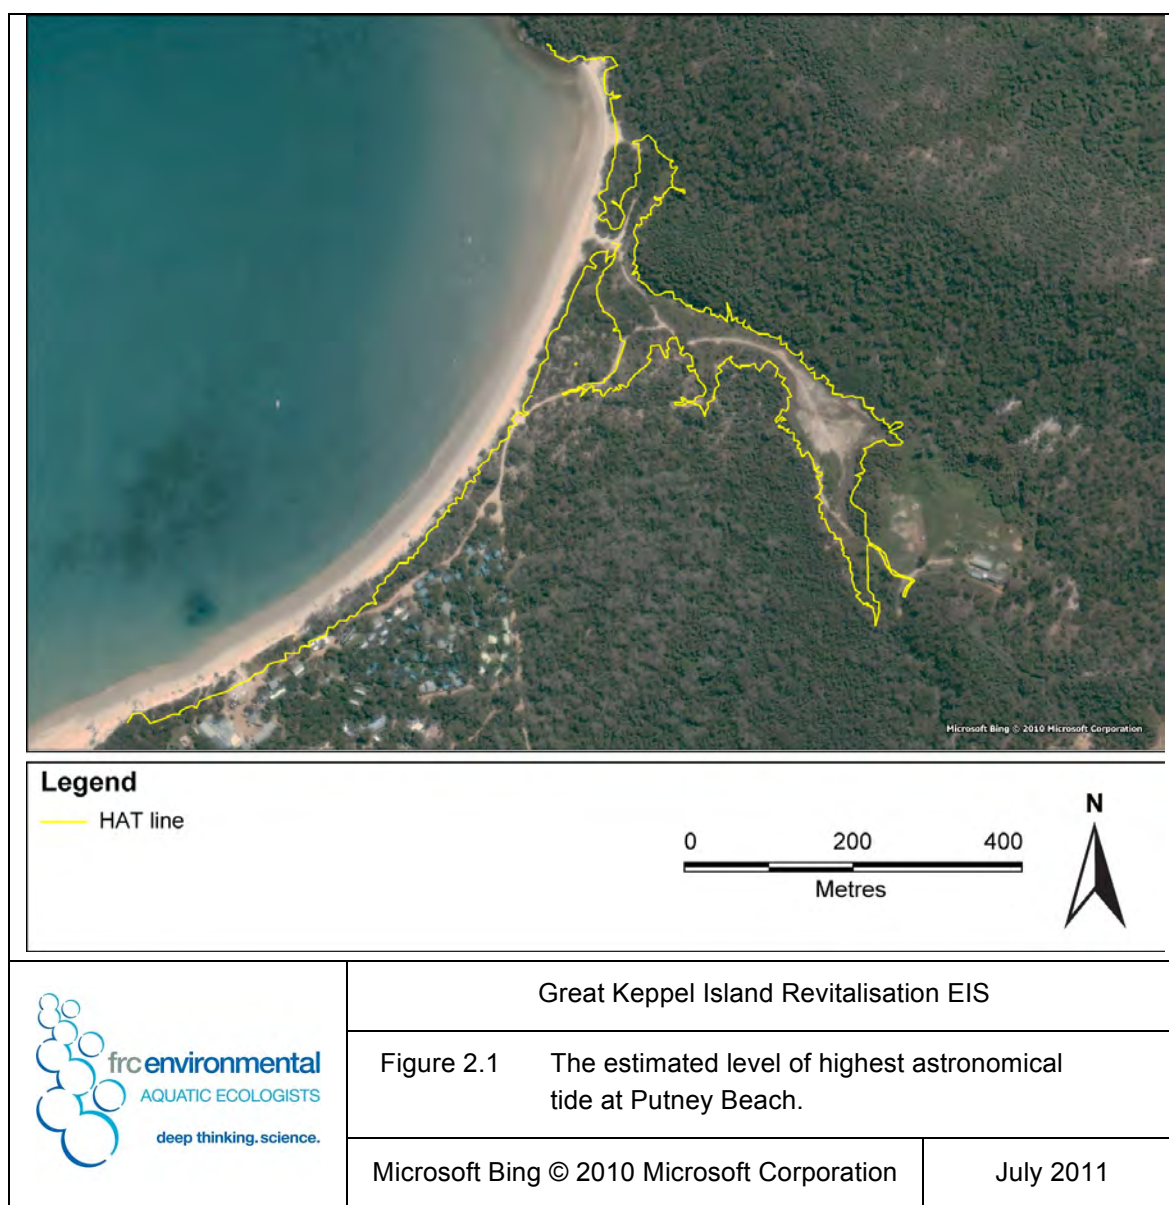 Microsoft Bing © 2010 Microsoft Corporation
Legend
HAT line
0 200 400
Metres
N
frcenvironmental
AQUATIC ECOLOGISTS
deep thinking.science.
Great Keppel Island Revitalisation EIS
Figure 2.1 The estimated level of highest astronomical
tide at Putney Beach.
Microsoft Bing © 2010 Microsoft Corporation
July 2011